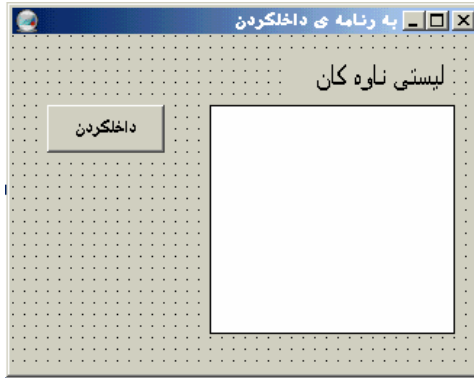 به رنامه ی داخلکردن
لیستی ناوه کان
داخلکردن